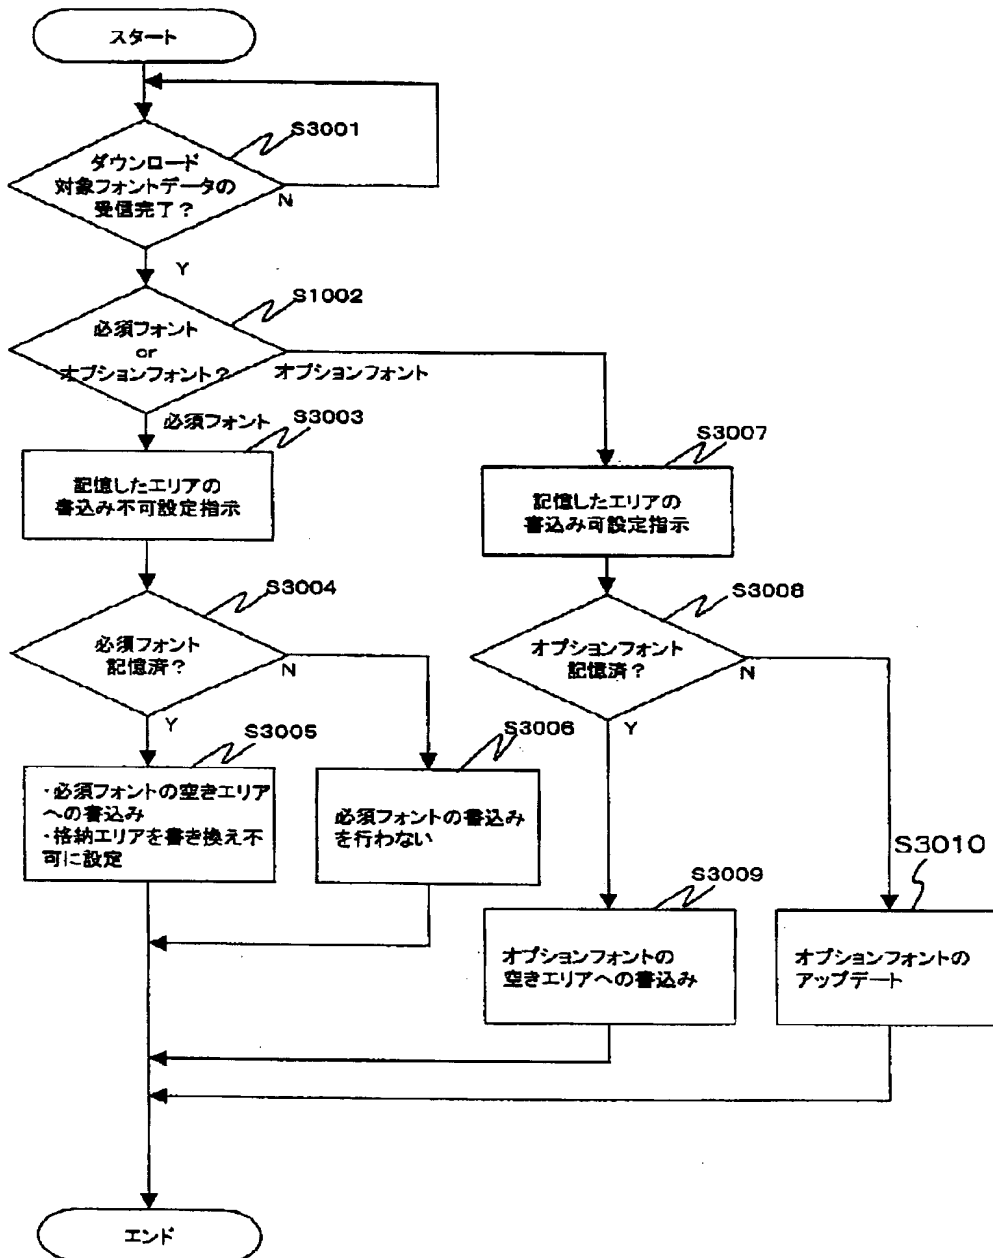 スタート
S3001
ダウンロード
対象フォントデータの
受信完了？
N
Y
S1002
必須フォント
or
オプションフォント？
オプションフォント
必須フォント
S3003
記憶したエリアの
書込み不可設定指示
S3007
記憶したエリアの
書込み可設定指示
S3004
必須フォント
記憶済？
N
Y
S3008
オプションフォント
記憶済？
N
Y
S3005
・必須フォントの空きエリア
への書込み
・格納エリアを書き換え不
可に設定
S3006
必須フォントの書込み
を行わない
S3009
オプションフォントの
空きエリアへの書込み
S3010
オプションフォントの
アップデート
エンド